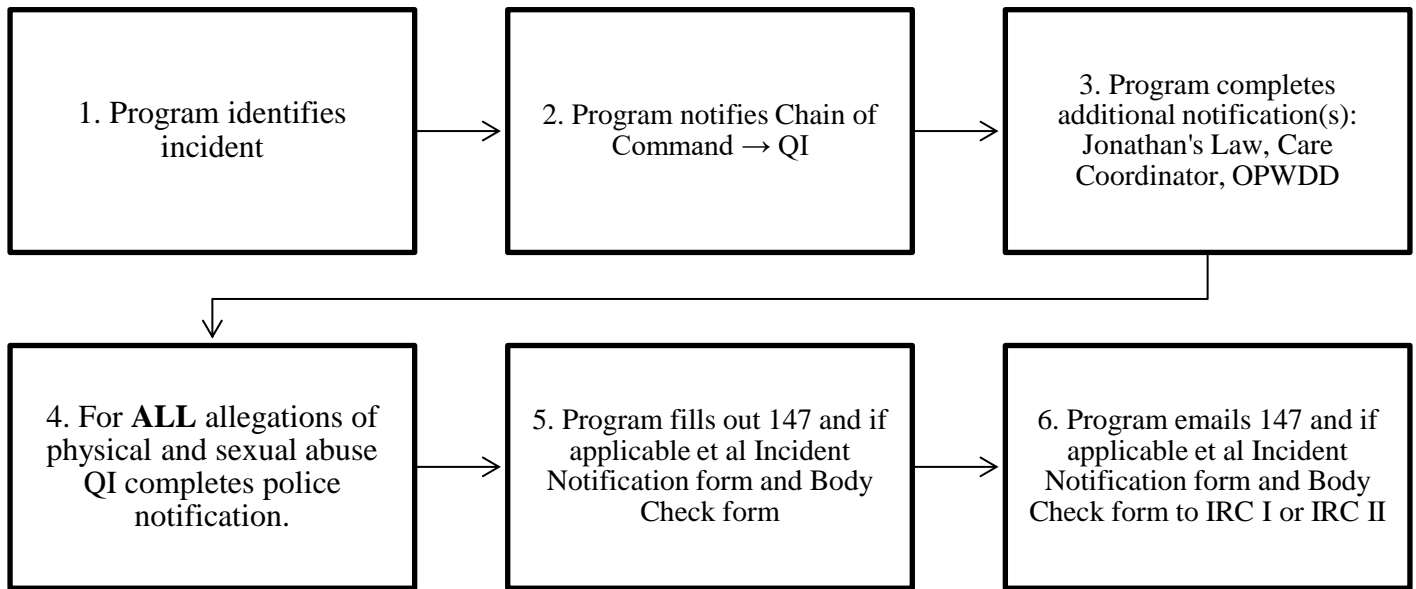 1. Program identifies
incident
2. Program notifies Chain of
Command → QI
3. Program completes
additional notification(s):
Jonathan's Law, Care
Coordinator, OPWDD
4. For ALL allegations of
physical and sexual abuse
QI completes police
notification.
5. Program fills out 147 and if
applicable et al Incident
Notification form and Body
Check form
6. Program emails 147 and if
applicable et al Incident
Notification form and Body
Check form to IRC I or IRC II